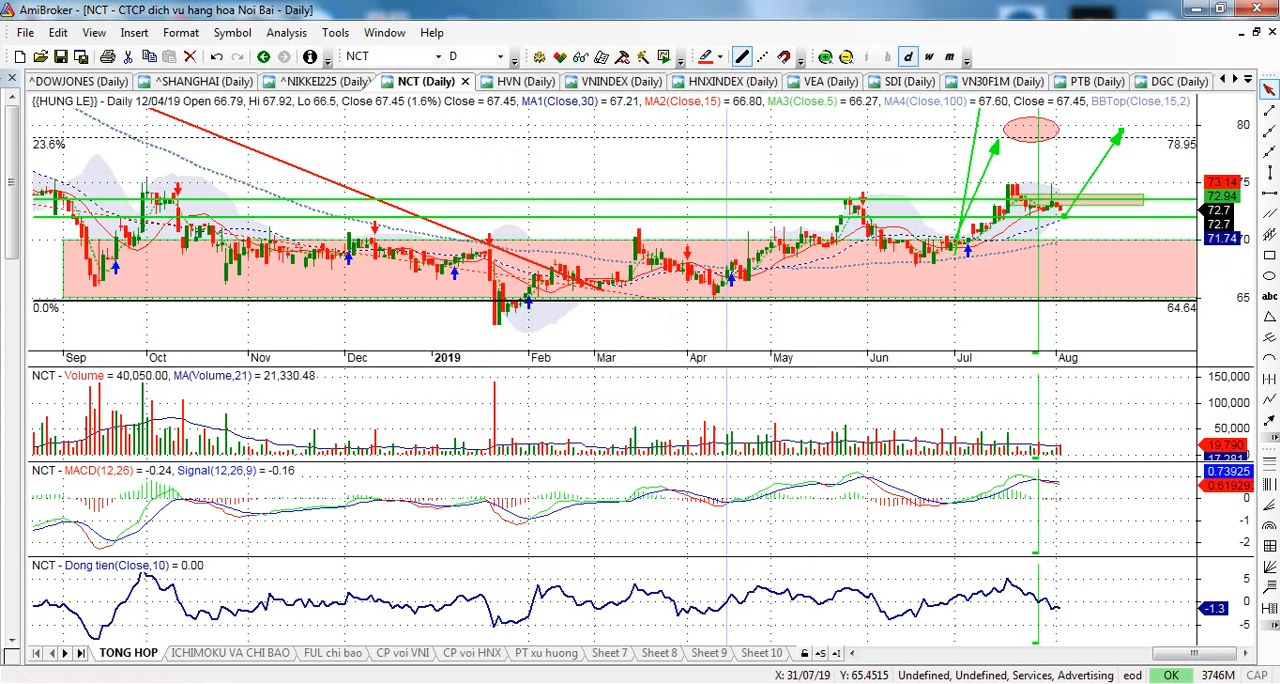 AmiBroker - [NCT - CTCP dich vu hang hoa Noi Bai - Daily]
File Edit View Insert Format Symbol Analysis Tools Window Help
NCT D i h d w m
^DOWJONES (Daily) ^SHANGHAI (Daily) ^NIKKEI225 (Daily) NCT (Daily) HVN (Daily) VNINDEX (Daily) HNXINDEX (Daily) VEA (Daily) SDI (Daily) VN30F1M (Daily) PTB (Daily) DGC (Daily)
{{HUNG LE}} - Daily 12/04/19 Open 66.79, Hi 67.92, Lo 66.5, Close 67.45 (1.6%) Close = 67.45, MA1(Close,30) = 67.21, MA2(Close,15) = 66.80, MA3(Close,5) = 66.27, MA4(Close,100) = 67.60, Close = 67.45, BBTop(Close,15,2)
80
23.6% 78.95
75
73.14
72.94
72.7
72.7
71.74
70
65
0.0% 64.64
abc
Sep Oct Nov Dec 2019 Feb Mar Apr May Jun Jul Aug
NCT - Volume = 40,050.00, MA(Volume,21) = 21,330.48
150,000
100,000
50,000
19,790
17,281
NCT - MACD(12,26) = -0.24, Signal(12,26,9) = -0.16
0.73925
0.61929
0
-1
-2
NCT - Dong tien(Close,10) = 0.00
5
0
-1.3
-5
TONG HOP ICHIMOKU VA CHI BAO FUL chi bao CP voi VNI CP voi HNX PT xu huong Sheet 7 Sheet 8 Sheet 9 Sheet 10
X: 31/07/19 Y: 65.4515 Undefined, Undefined, Services, Advertising eod OK 3746M CAP